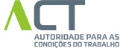 ACT
AUTORIDADE PARA AS
CONDIÇÕES DO TRABALHO